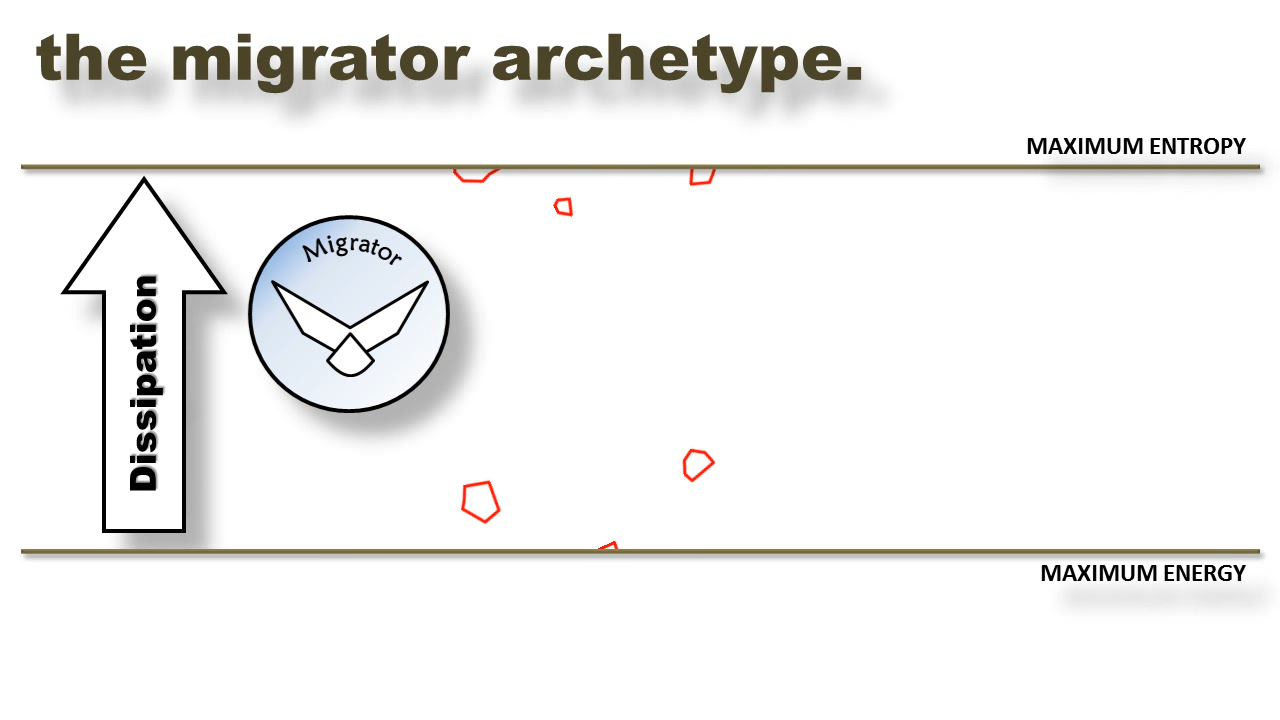 the migrator archetype.
MAXIMUM ENTROPY
Migrator
Dissipation
MAXIMUM ENERGY